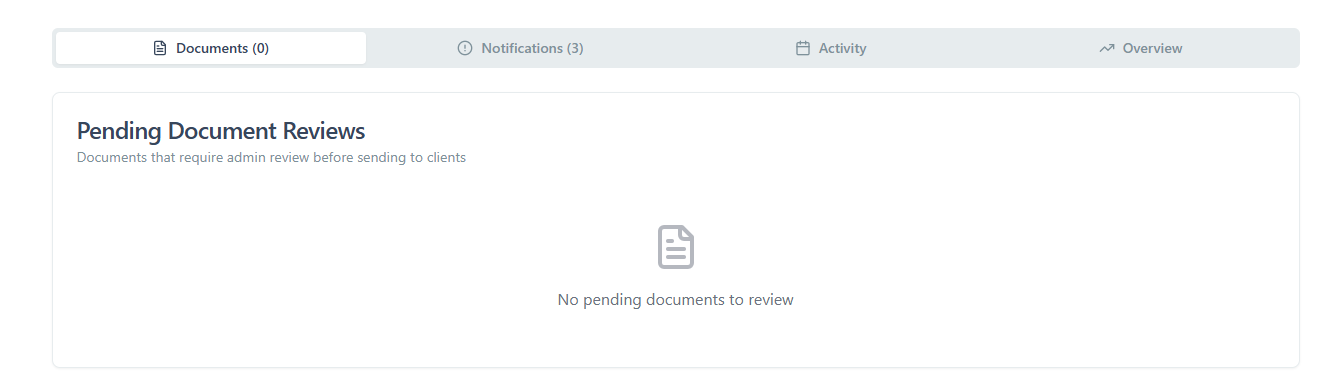 Documents (0)
Notifications (3)
Activity
Overview
Pending Document Reviews
Documents that require admin review before sending to clients
No pending documents to review